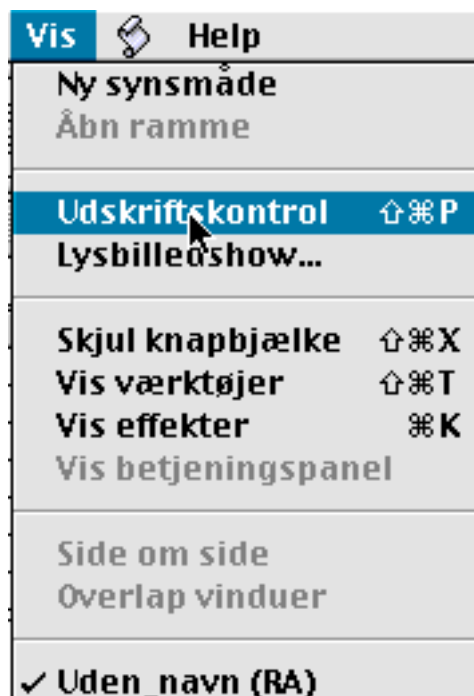 Vis Help
Ny synsmåde
Åbn ramme
Udskriftskontrol ⇧⌘P
Lysbilledshow...
Skjul knapbjælke ⇧⌘X
Vis værktøjer ⇧⌘T
Vis effekter ⌘K
Vis betjeningspanel
Side om side
Overlap vinduer
✓ Uden_navn (RA)